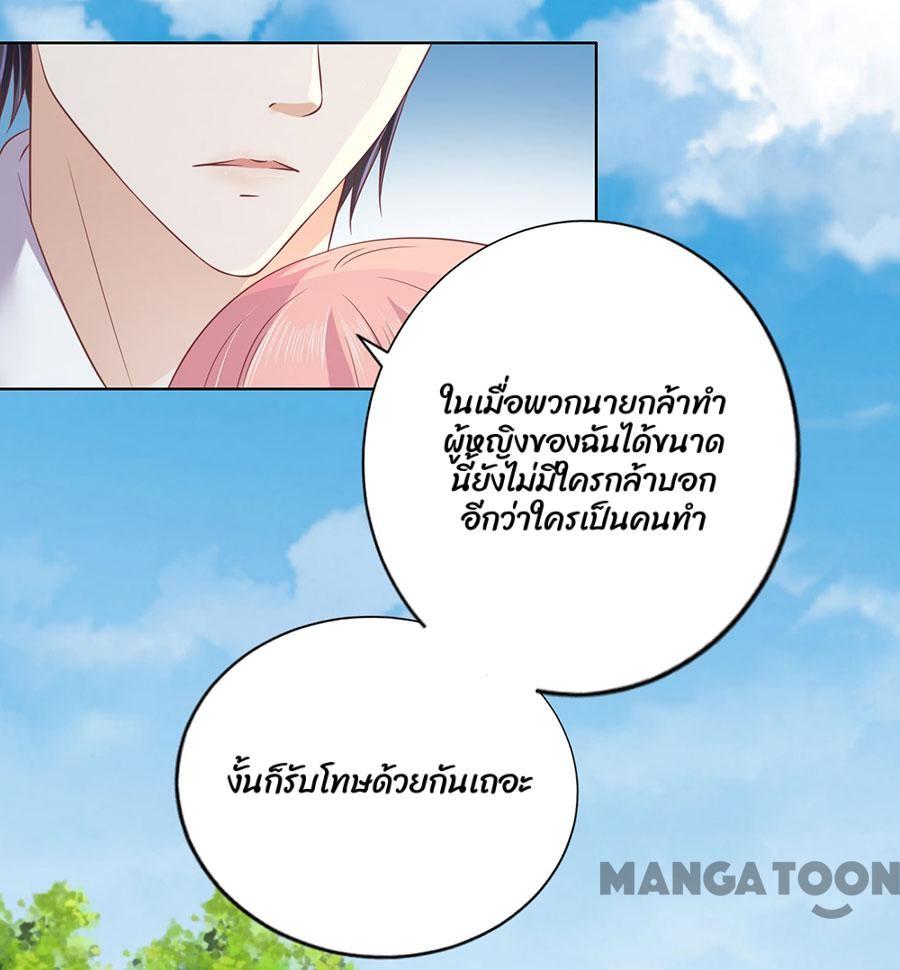 ในเมื่อพวกนายกล้าทำ
ผู้หญิงของฉันได้ขนาด
นี้ยังไม่มีใครกล้าบอก
อีกว่าใครเป็นคนทำ
งั้นก็รับโทษด้วยกันเถอะ
MANGATOON